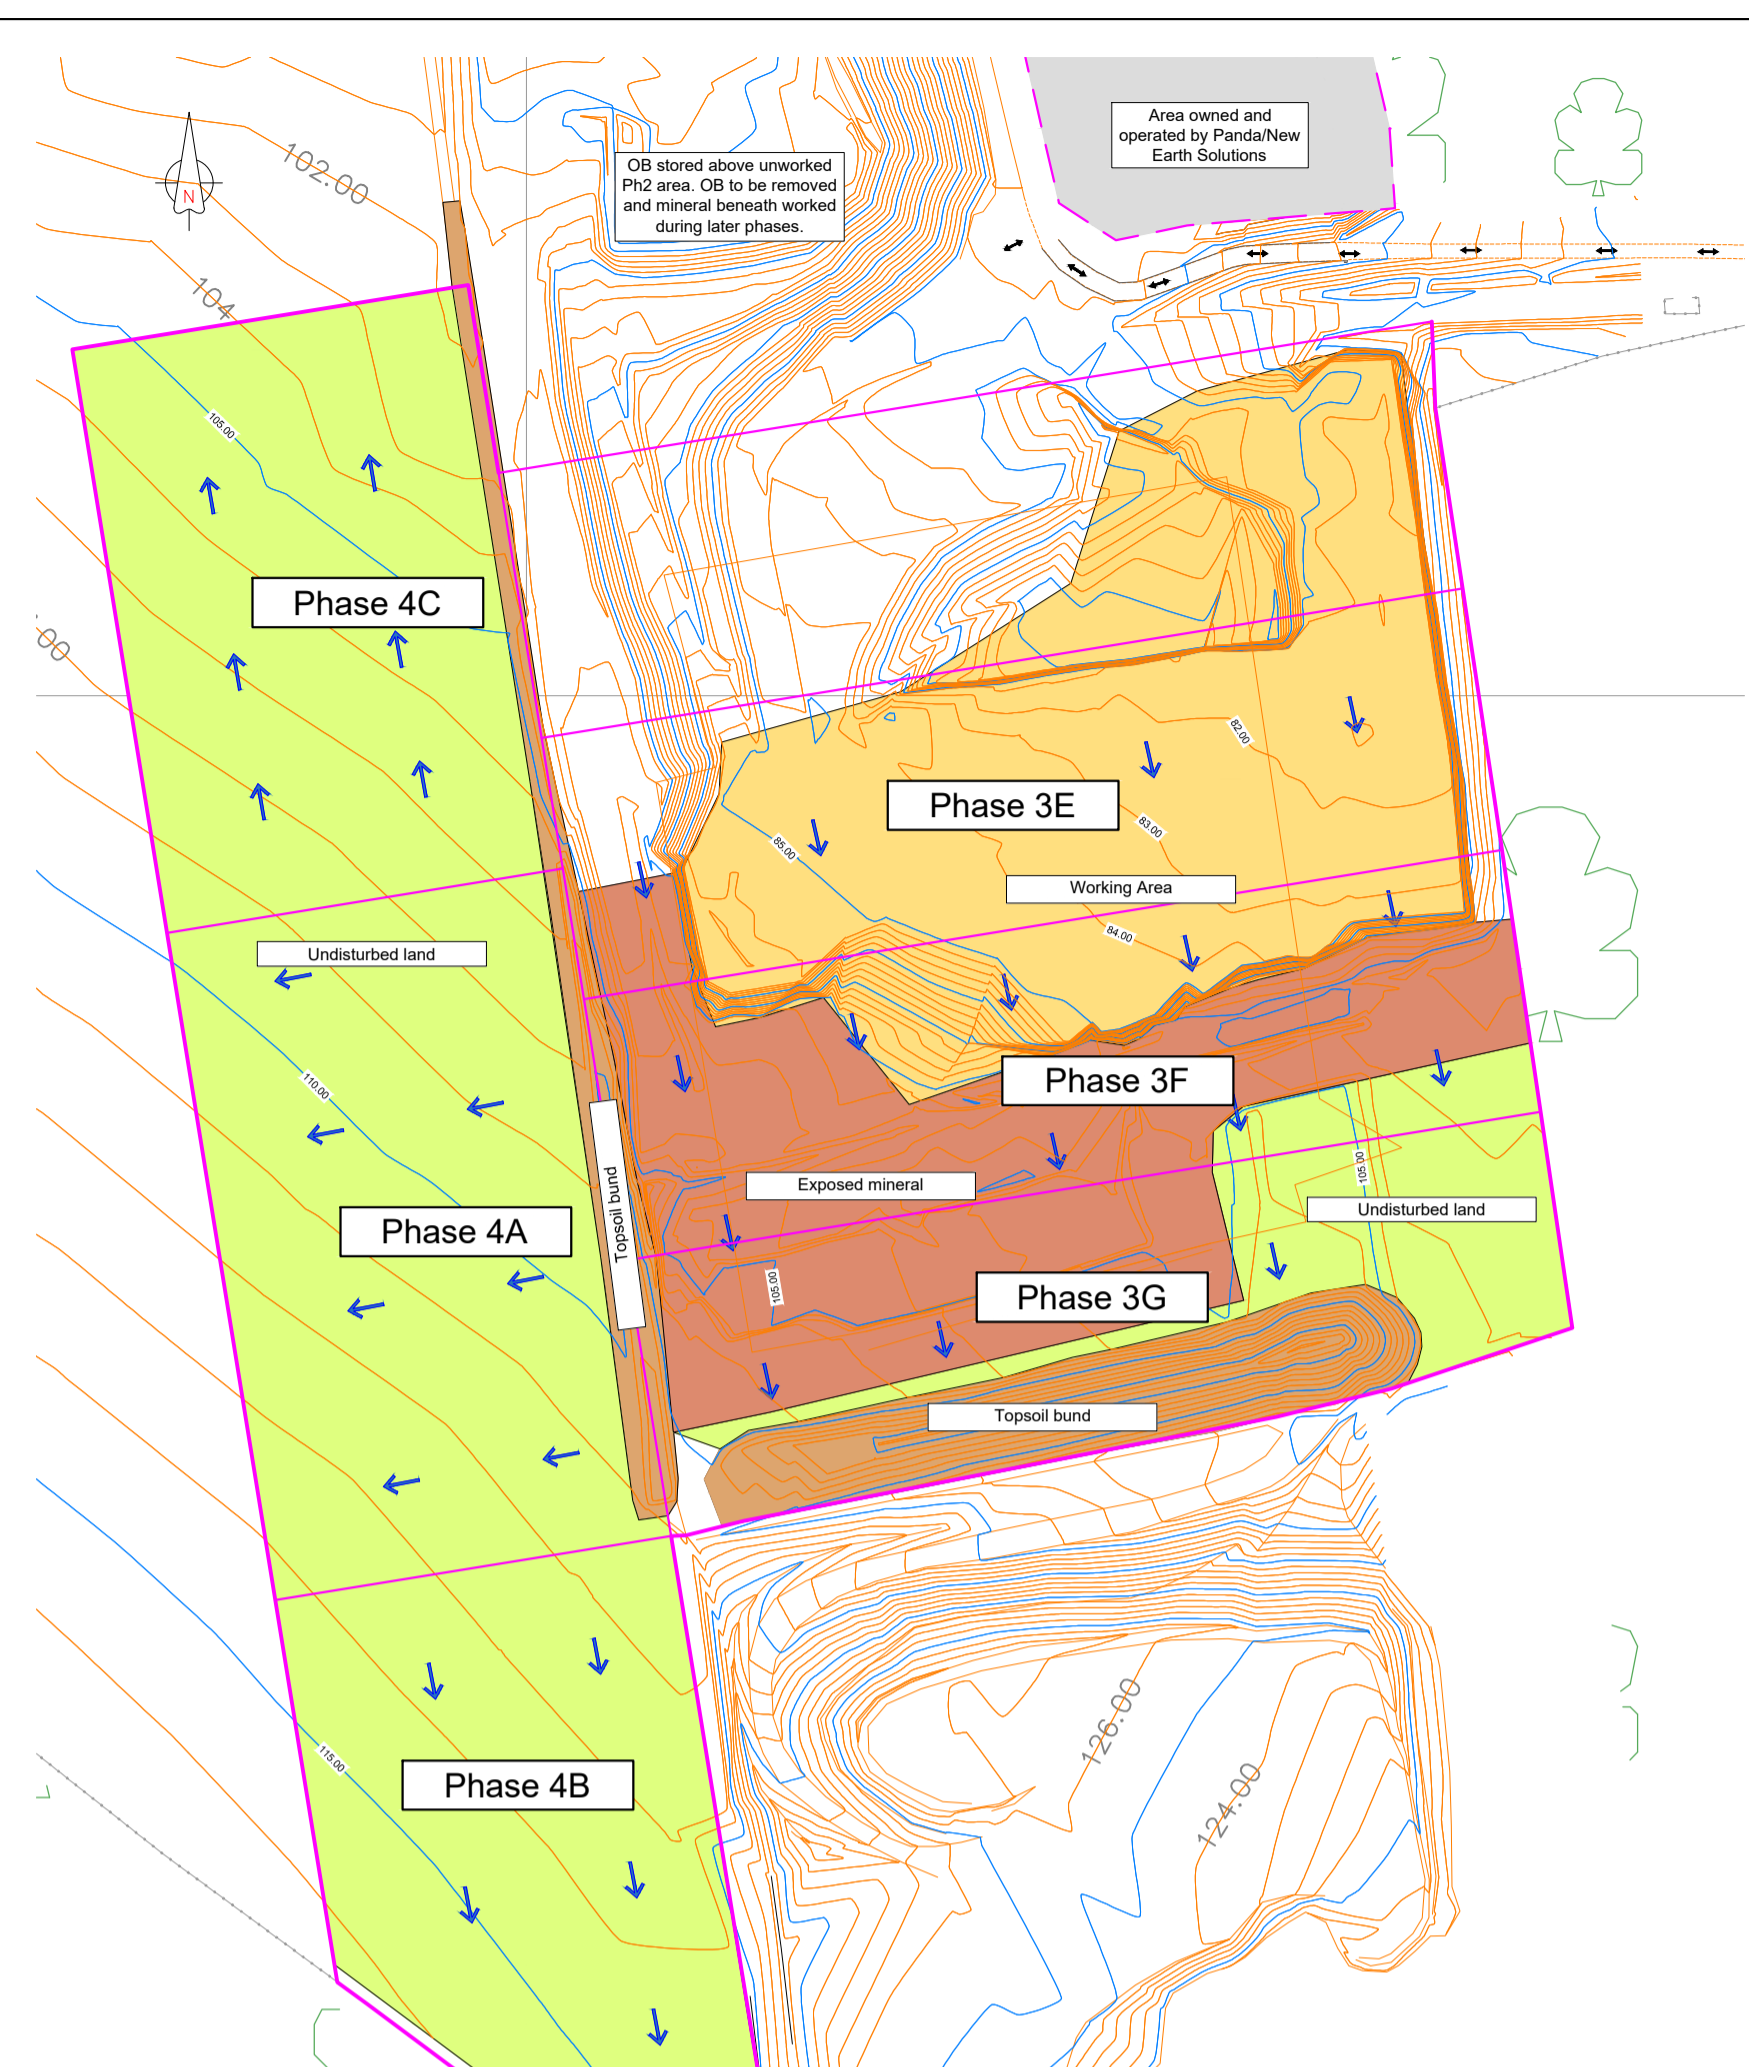 Area owned and
operated by Panda/New
Earth Solutions
OB stored above unworked
Ph2 area. OB to be removed
and mineral beneath worked
during later phases.
102.00
N
104
105.00
Phase 4C
.00
82.00
Phase 3E
83.00
85.00
Working Area
84.00
Undisturbed land
110.00
Phase 3F
Topsoil bund
Exposed mineral
105.00
Undisturbed land
Phase 4A
105.00
Phase 3G
Topsoil bund
126.00
115.00
Phase 4B
124.00